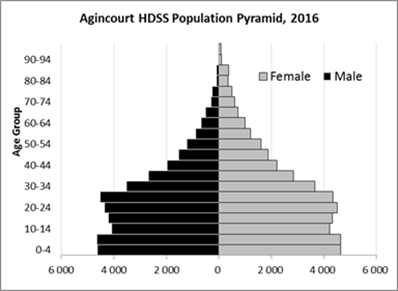 Agincourt HDSS Population Pyramid, 2016
Female
Male
Age Group
90-94
80-84
70-74
60-64
50-54
40-44
30-34
20-24
10-14
0-4
6 000 4 000 2 000 0 2 000 4 000 6 000